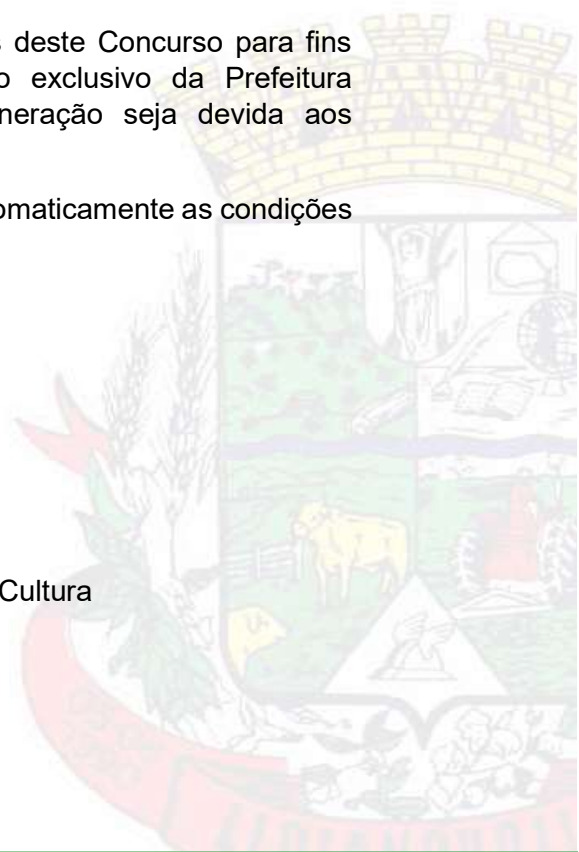 s deste Concurso para fins
o exclusivo da Prefeitura
neração seja devida aos
omaticamente as condições
Cultura